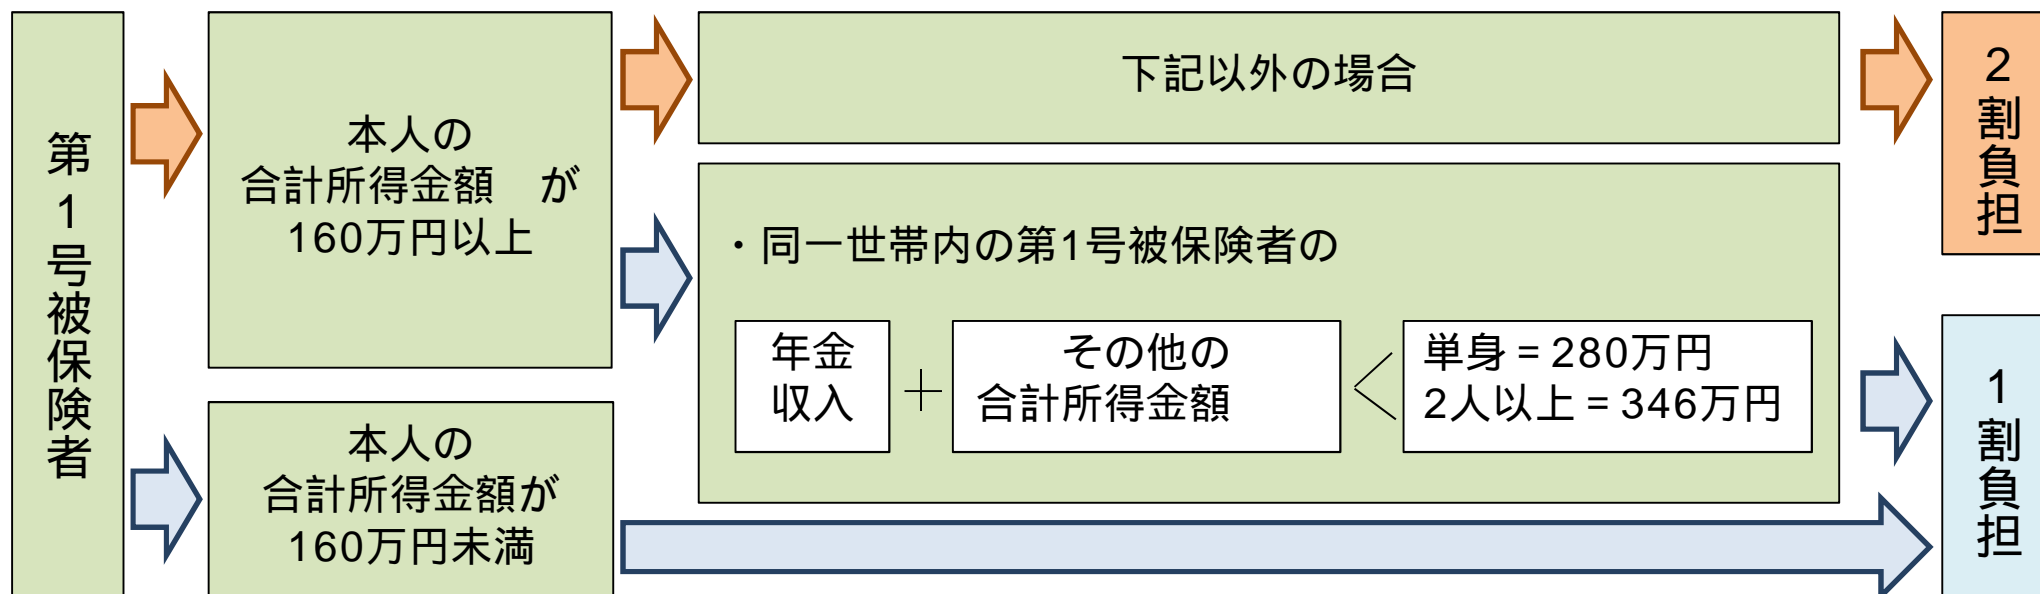 第1号被保険者
本人の
合計所得金額　が
160万円以上
下記以外の場合
2割負担
・同一世帯内の第1号被保険者の
年金
収入
＋
その他の
合計所得金額
＜
単身＝280万円
2人以上＝346万円
本人の
合計所得金額が
160万円未満
1割負担